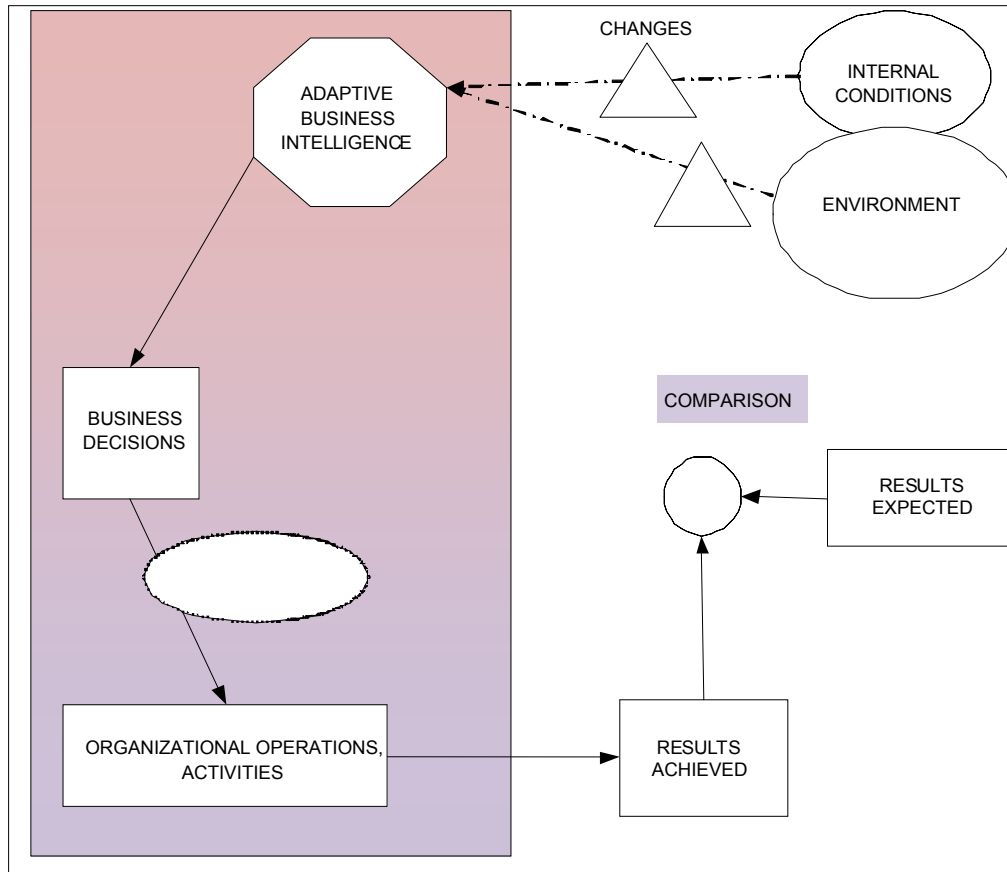 CHANGES
ADAPTIVE
BUSINESS
INTELLIGENCE
INTERNAL
CONDITIONS
ENVIRONMENT
BUSINESS
DECISIONS
COMPARISON
RESULTS
EXPECTED
ORGANIZATIONAL OPERATIONS,
ACTIVITIES
RESULTS
ACHIEVED